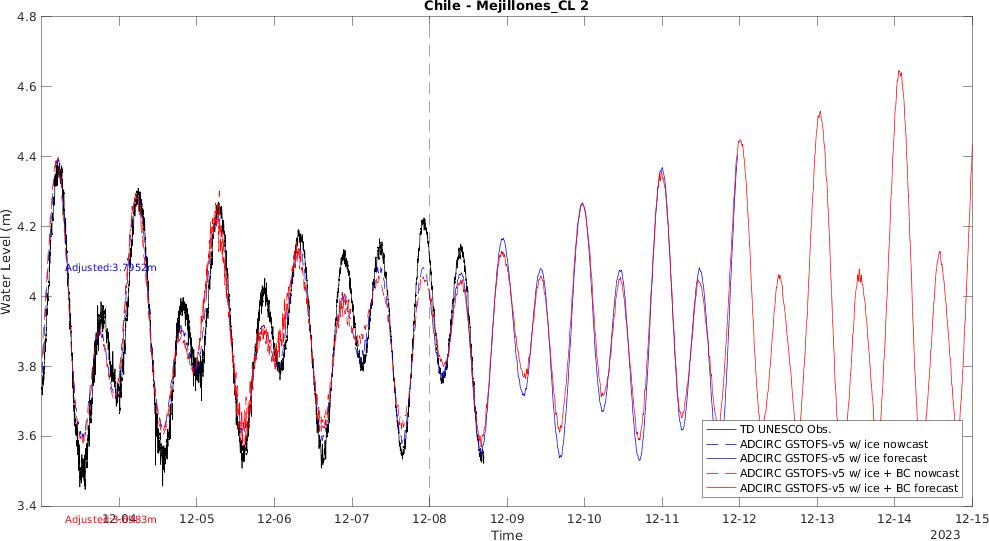 Chile - Mejillones_CL 2
4.8
4.6
4.4
4.2
4
3.8
3.6
3.4
Water Level (m)
Adjusted:3.7952m
TD UNESCO Obs.
ADCIRC GSTOFS-v5 w/ ice nowcast
ADCIRC GSTOFS-v5 w/ ice forecast
ADCIRC GSTOFS-v5 w/ ice + BC nowcast
ADCIRC GSTOFS-v5 w/ ice + BC forecast
12-04 12-05 12-06 12-07 12-08 12-09 12-10 12-11 12-12 12-13 12-14 12-15
Time
2023